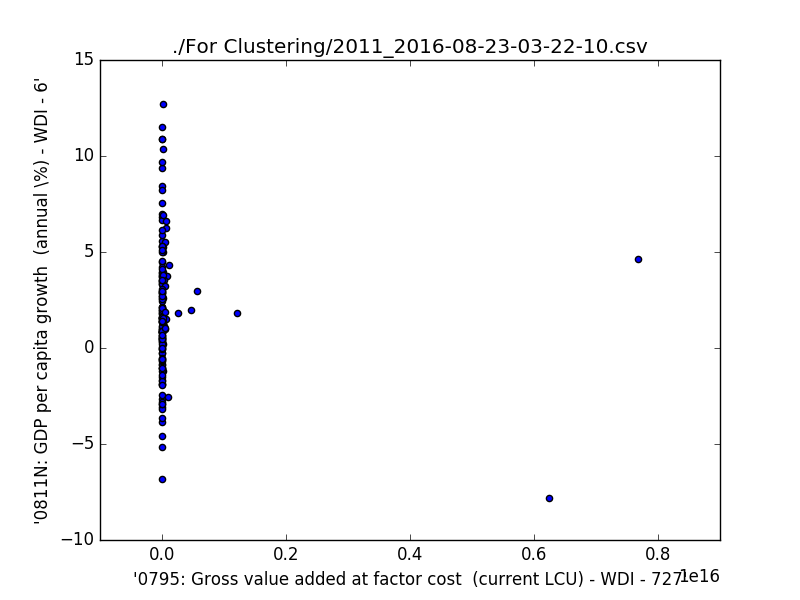 ./For Clustering/2011_2016-08-23-03-22-10.csv
15
10
5
0
−5
−10
'0811N: GDP per capita growth (annual \%) - WDI - 6'
0.0 0.2 0.4 0.6 0.8
1e16
'0795: Gross value added at factor cost (current LCU) - WDI - 727'